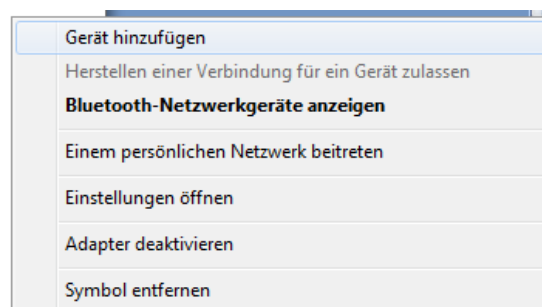 Gerät hinzufügen
Herstellen einer Verbindung für ein Gerät zulassen
Bluetooth-Netzwerkgeräte anzeigen
Einem persönlichen Netzwerk beitreten
Einstellungen öffnen
Adapter deaktivieren
Symbol entfernen